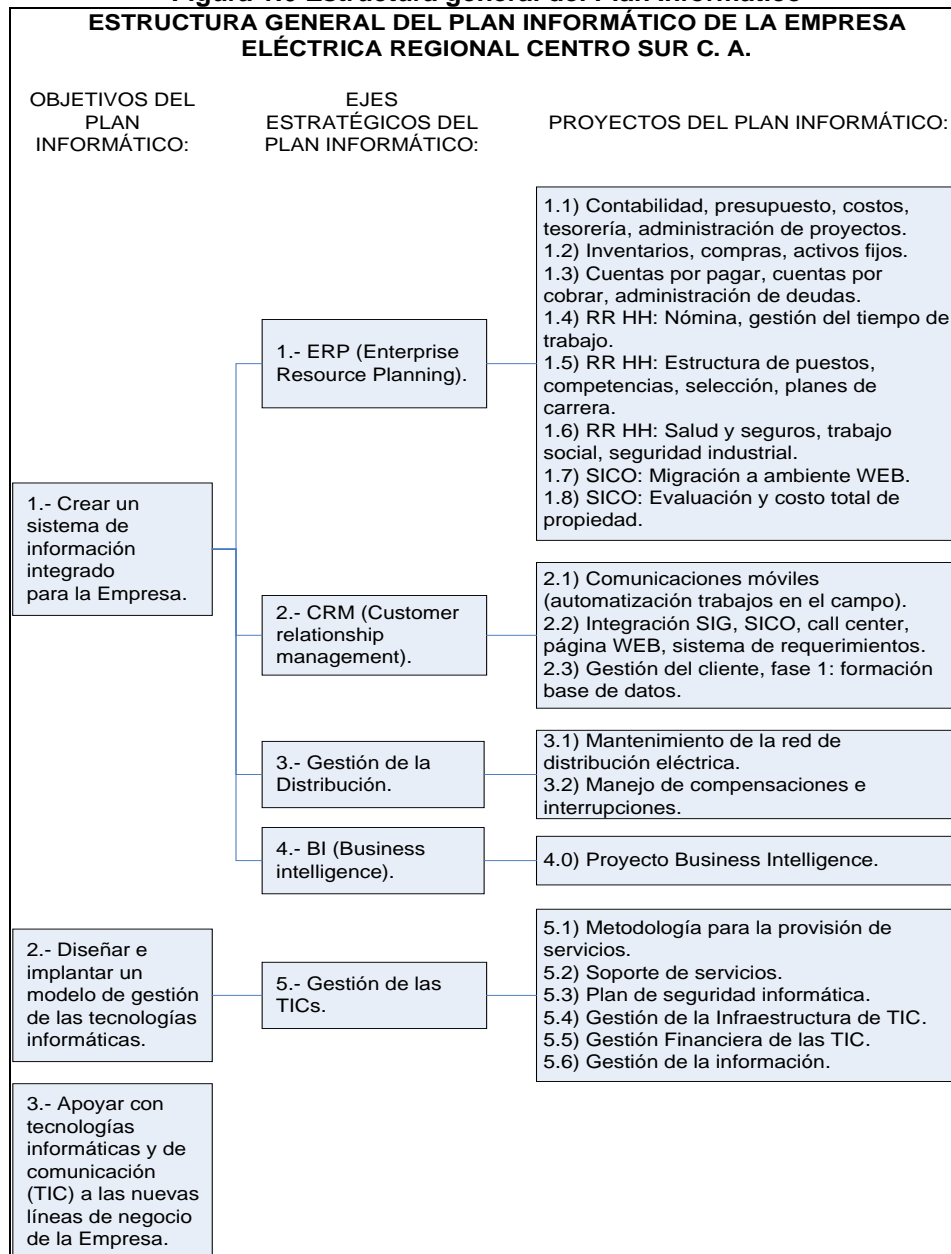 ESTRUCTURA GENERAL DEL PLAN INFORMÁTICO DE LA EMPRESA
ELÉCTRICA REGIONAL CENTRO SUR C. A.
OBJETIVOS DEL
PLAN
INFORMÁTICO:
EJES
ESTRATÉGICOS DEL
PLAN INFORMÁTICO:
PROYECTOS DEL PLAN INFORMÁTICO:
1.- Crear un
sistema de
información
integrado
para la Empresa.
1.- ERP (Enterprise
Resource Planning).
1.1) Contabilidad, presupuesto, costos,
tesorería, administración de proyectos.
1.2) Inventarios, compras, activos fijos.
1.3) Cuentas por pagar, cuentas por
cobrar, administración de deudas.
1.4) RR HH: Nómina, gestión del tiempo de
trabajo.
1.5) RR HH: Estructura de puestos,
competencias, selección, planes de
carrera.
1.6) RR HH: Salud y seguros, trabajo
social, seguridad industrial.
1.7) SICO: Migración a ambiente WEB.
1.8) SICO: Evaluación y costo total de
propiedad.
2.- CRM (Customer
relationship
management).
2.1) Comunicaciones móviles
(automatización trabajos en el campo).
2.2) Integración SIG, SICO, call center,
página WEB, sistema de requerimientos.
2.3) Gestión del cliente, fase 1: formación
base de datos.
3.- Gestión de la
Distribución.
3.1) Mantenimiento de la red de
distribución eléctrica.
3.2) Manejo de compensaciones e
interrupciones.
4.- BI (Business
intelligence).
4.0) Proyecto Business Intelligence.
2.- Diseñar e
implantar un
modelo de gestión
de las tecnologías
informáticas.
5.- Gestión de las
TICs.
5.1) Metodología para la provisión de
servicios.
5.2) Soporte de servicios.
5.3) Plan de seguridad informática.
5.4) Gestión de la Infraestructura de TIC.
5.5) Gestión Financiera de las TIC.
5.6) Gestión de la información.
3.- Apoyar con
tecnologías
informáticas y de
comunicación
(TIC) a las nuevas
líneas de negocio
de la Empresa.